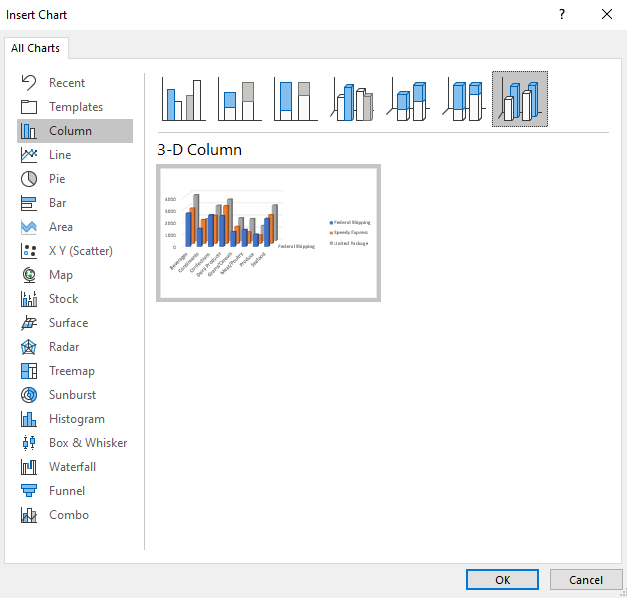 Insert Chart
?
All Charts
Recent
Templates
Column
Line
Pie
Bar
Area
X Y (Scatter)
Map
Stock
Surface
Radar
Treemap
Sunburst
Histogram
Box & Whisker
Waterfall
Funnel
Combo
3-D Column
4000
3000
2000
1000
0
Beverages
Condiments
Confections
Dairy Products
Grains/Cereals
Meat/Poultry
Produce
Seafood
Federal Shipping
Federal Shipping
Speedy Express
United Package
OK
Cancel